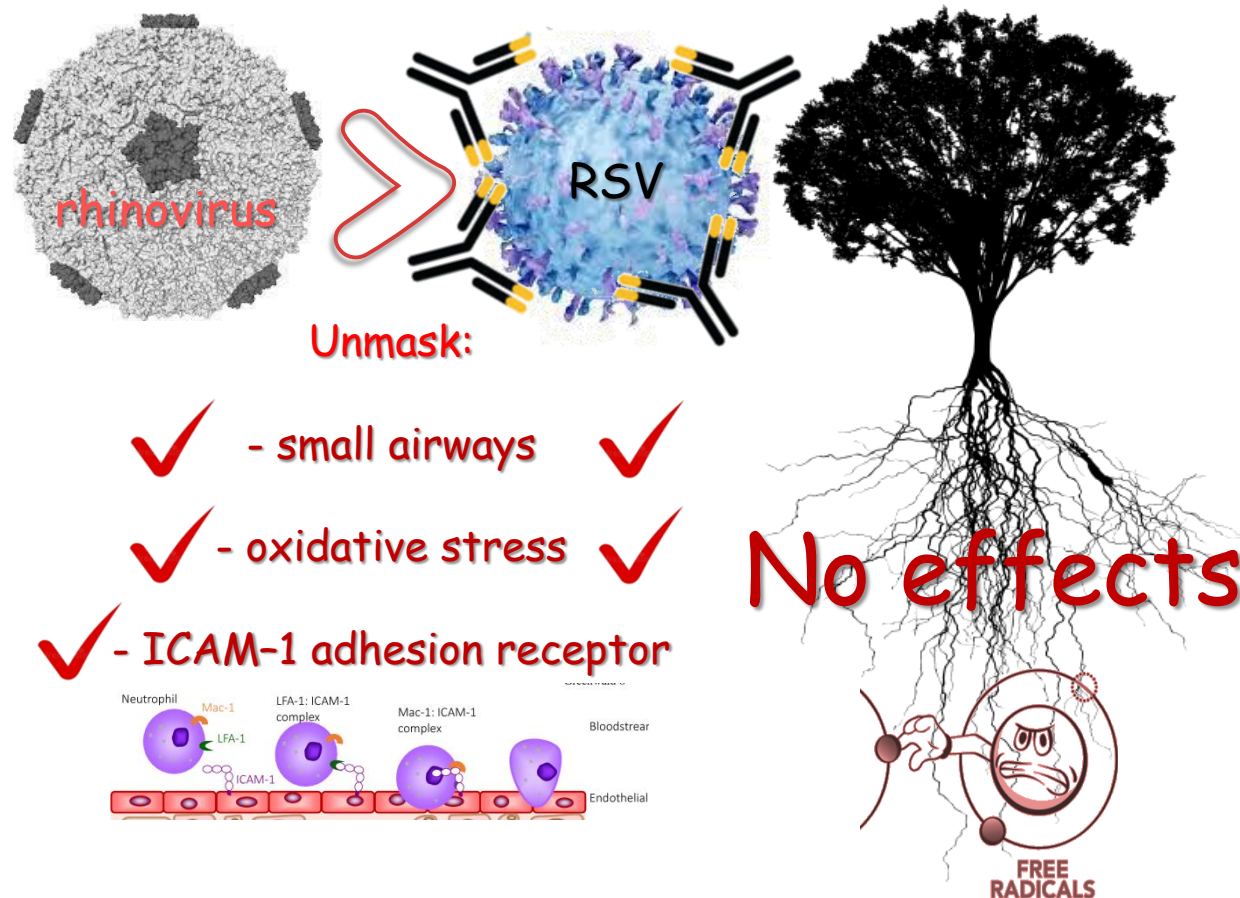 rhinovirus
RSV
Unmask:
- small airways
- oxidative stress
- ICAM-1 adhesion receptor
No effects
Neutrophil
Mac-1
LFA-1
ICAM-1
LFA-1: ICAM-1
complex
Mac-1: ICAM-1
complex
Bloodstrear
Endothelial
FREE
RADICALS